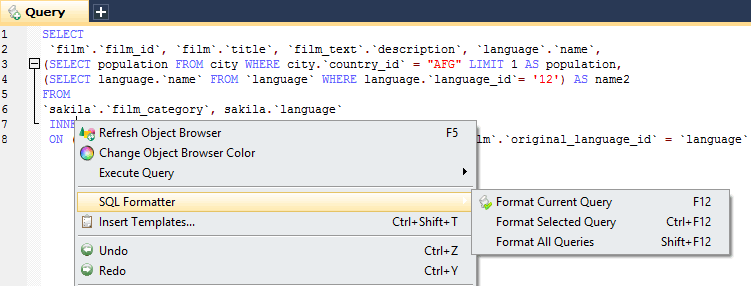 Query
1 SELECT
2 `film`.`film_id`, `film`.`title`, `film_text`.`description`, `language`.`name`,
3 (SELECT population FROM city WHERE city.`country_id` = "AFG" LIMIT 1 AS population,
4 (SELECT language.`name` FROM `language` WHERE language.`language_id`= '12') AS name2
5 FROM
6 `sakila`.`film_category`, sakila.`language`
7 INNE
8 ON lm`.`original_language_id` = `language`
Refresh Object Browser F5
Change Object Browser Color
Execute Query
SQL Formatter
Insert Templates... Ctrl+Shift+T
Undo Ctrl+Z
Redo Ctrl+Y
Format Current Query F12
Format Selected Query Ctrl+F12
Format All Queries Shift+F12